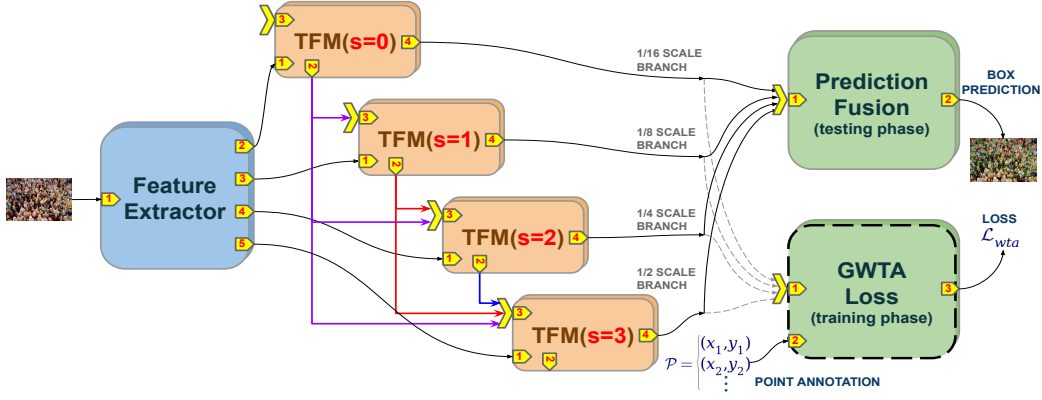 3
TFM(s=0)
4
1
2
1/16 SCALE
BRANCH
Prediction
Fusion
(testing phase)
1
2
BOX
PREDICTION
3
TFM(s=1)
4
1
2
1/8 SCALE
BRANCH
Feature
Extractor
1
2
3
4
5
3
TFM(s=2)
4
1
2
1/4 SCALE
BRANCH
3
TFM(s=3)
4
1
2
1/2 SCALE
BRANCH
GWTA
Loss
(training phase)
1
2
3
LOSS
ℒwta
𝒫 = { (x₁,y₁)
(x₂,y₂)
⋮
POINT ANNOTATION